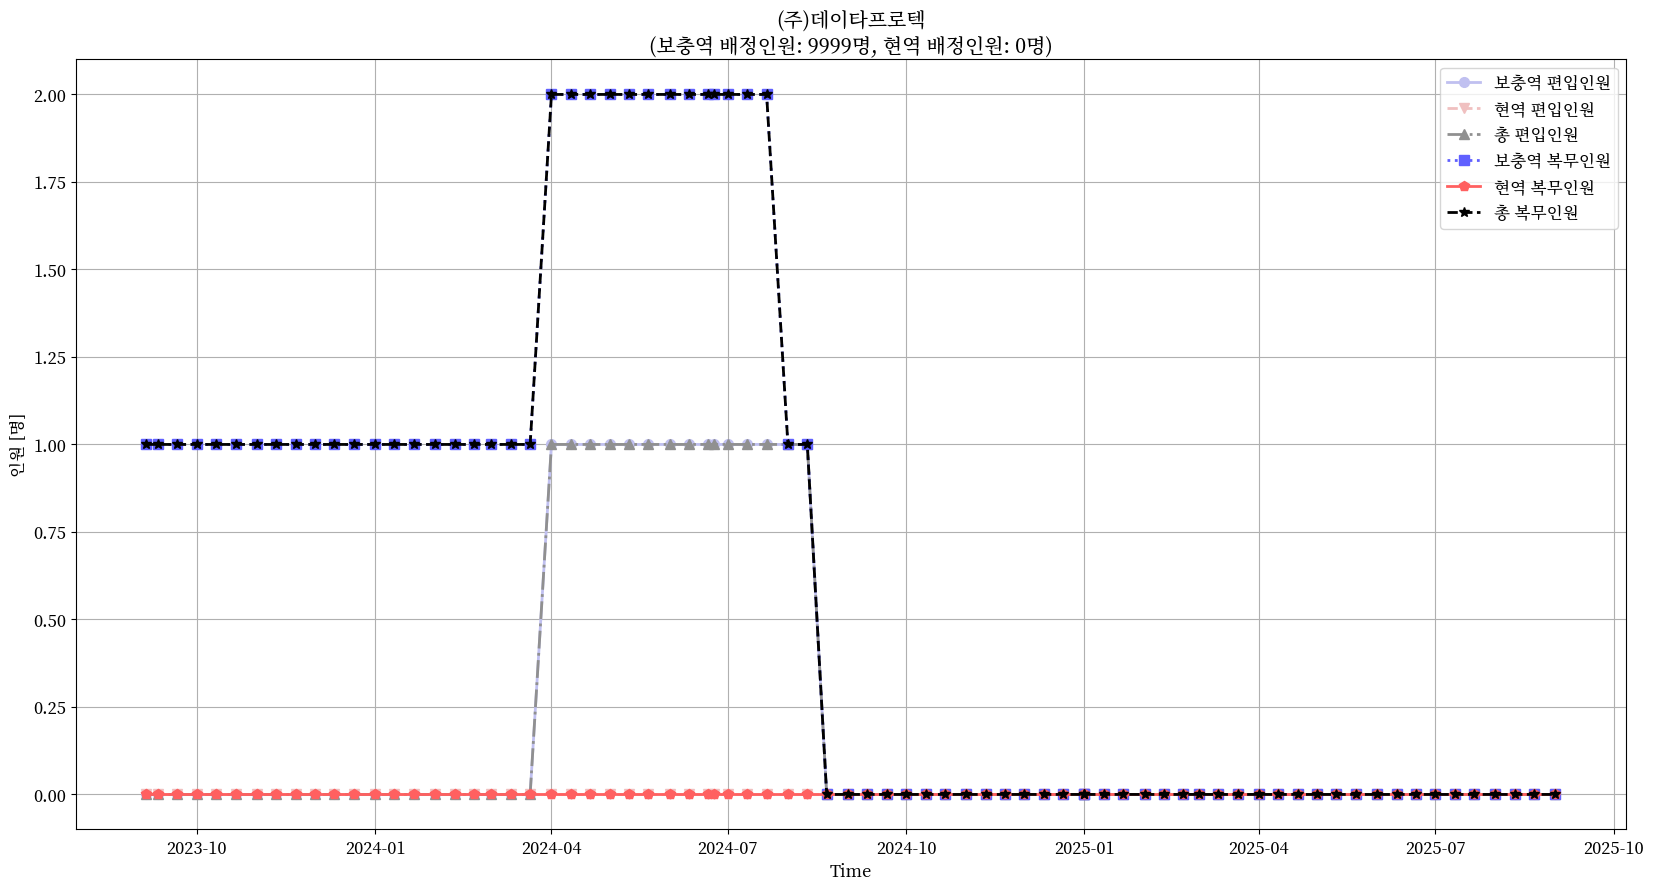 (주)데이타프로텍
(보충역 배정인원: 9999명, 현역 배정인원: 0명)
보충역 편입인원
현역 편입인원
총 편입인원
보충역 복무인원
현역 복무인원
총 복무인원
인원 [명]
2.00
1.75
1.50
1.25
1.00
0.75
0.50
0.25
0.00
2023-10
2024-01
2024-04
2024-07
2024-10
2025-01
2025-04
2025-07
2025-10
Time